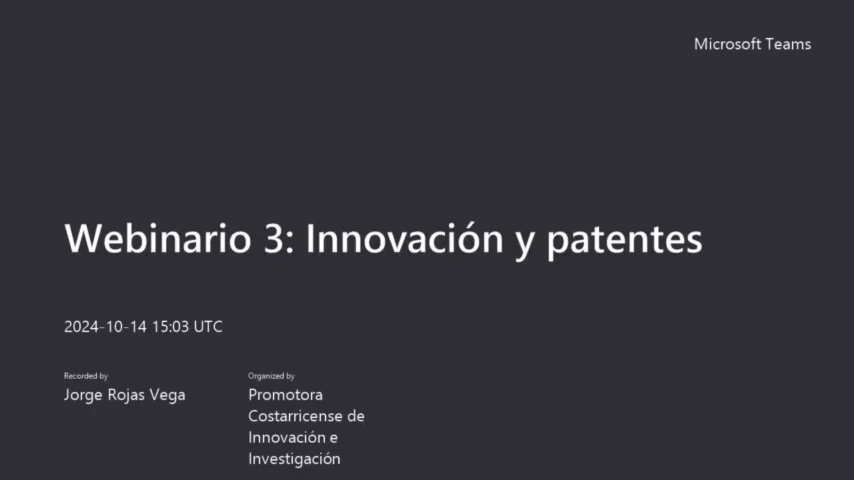 Microsoft Teams
Webinario 3: Innovación y patentes
2024-10-14 15:03 UTC
Recorded by
Jorge Rojas Vega
Organized by
Promotora
Costarricense de
Innovación e
Investigación